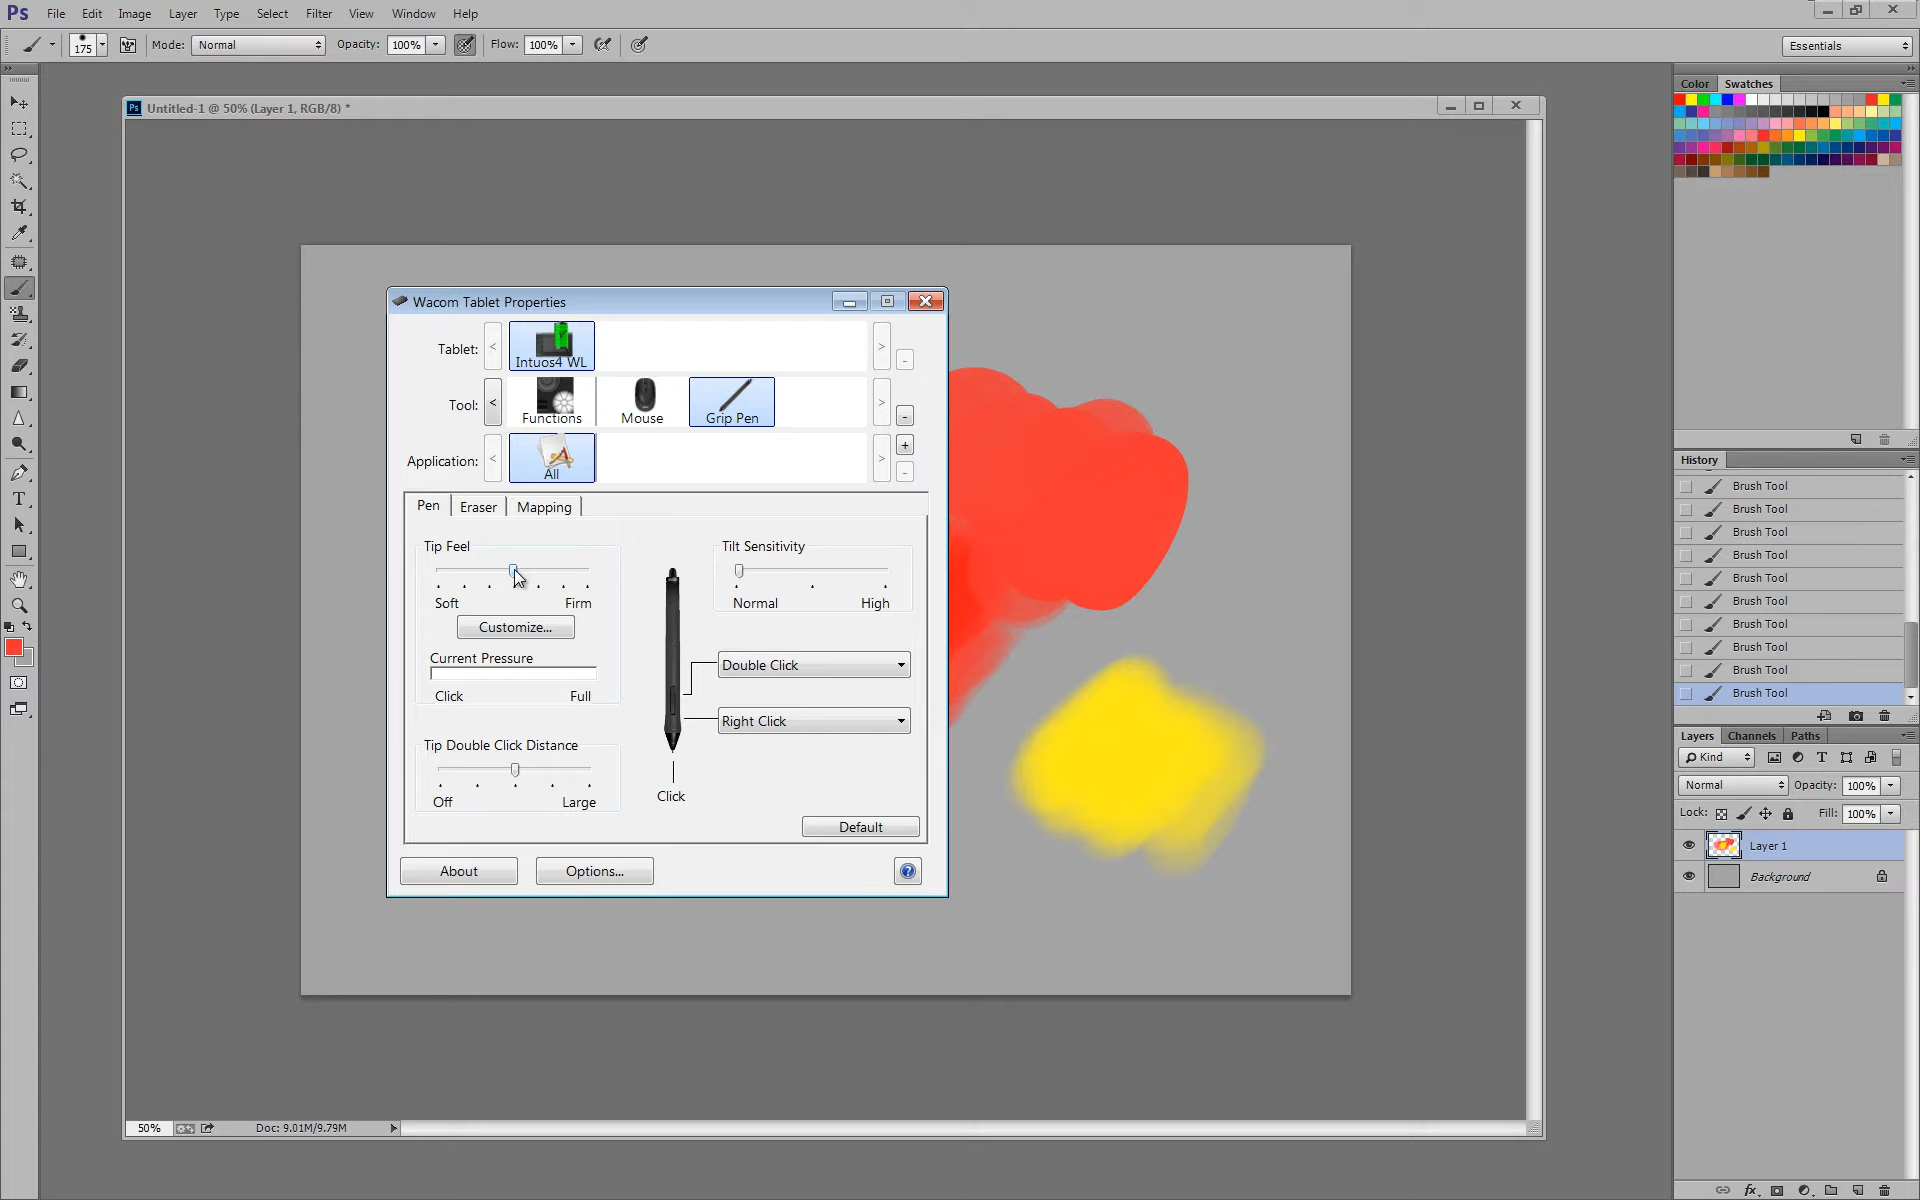 Ps File Edit Image Layer Type Select Filter View Window Help
175 Mode: Normal Opacity: 100% Flow: 100% Essentials
Color Swatches
Ps Untitled-1 @ 50% (Layer 1, RGB/8) *
Wacom Tablet Properties
Tablet: < Intuos4 WL > -
Tool: < Functions Mouse Grip Pen > -
Application: < All > + -
Pen Eraser Mapping
Tip Feel
Soft Firm
Customize...
Current Pressure
Click Full
Tip Double Click Distance
Off Large
Tilt Sensitivity
Normal High
Double Click
Right Click
Click
Default
About Options... ?
History
Brush Tool
Brush Tool
Brush Tool
Brush Tool
Brush Tool
Brush Tool
Brush Tool
Brush Tool
Brush Tool
Brush Tool
Layers Channels Paths
Kind T
Normal Opacity: 100%
Lock: Fill: 100%
Layer 1
Background
fx
T
50% Doc: 9.01M/9.79M